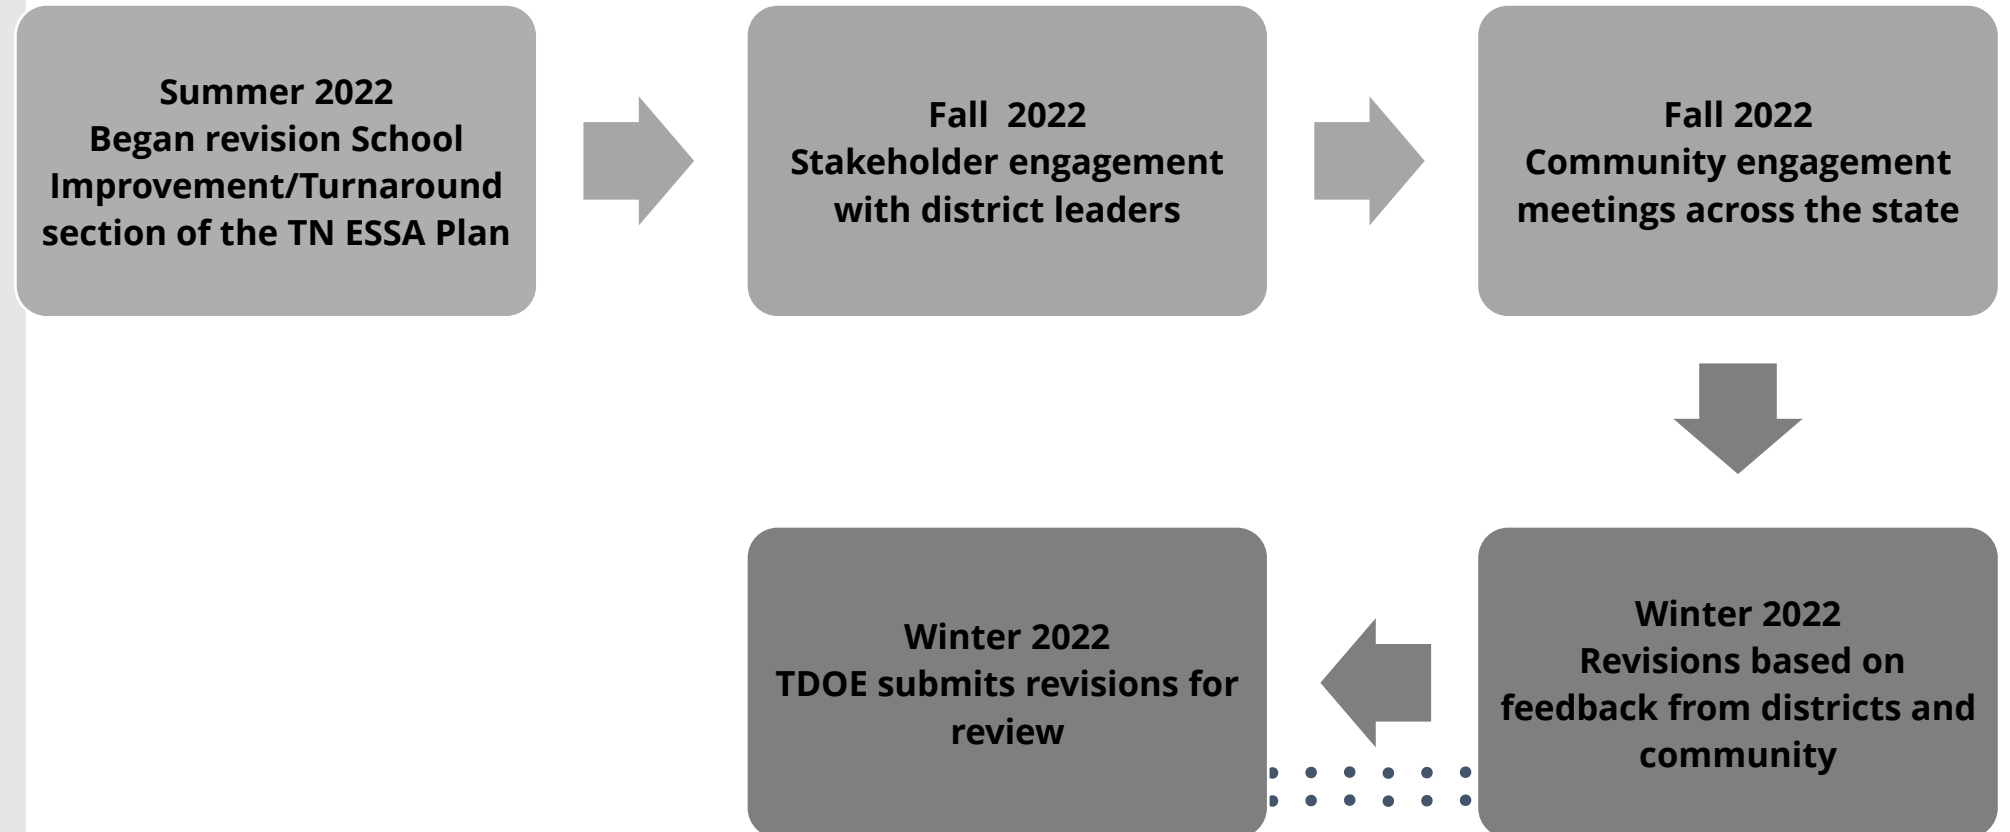 Summer 2022
Began revision School
Improvement/Turnaround
section of the TN ESSA Plan
Fall  2022
Stakeholder engagement
with district leaders
Fall 2022
Community engagement
meetings across the state
Winter 2022
Revisions based on
feedback from districts and
community
Winter 2022
TDOE submits revisions for
review